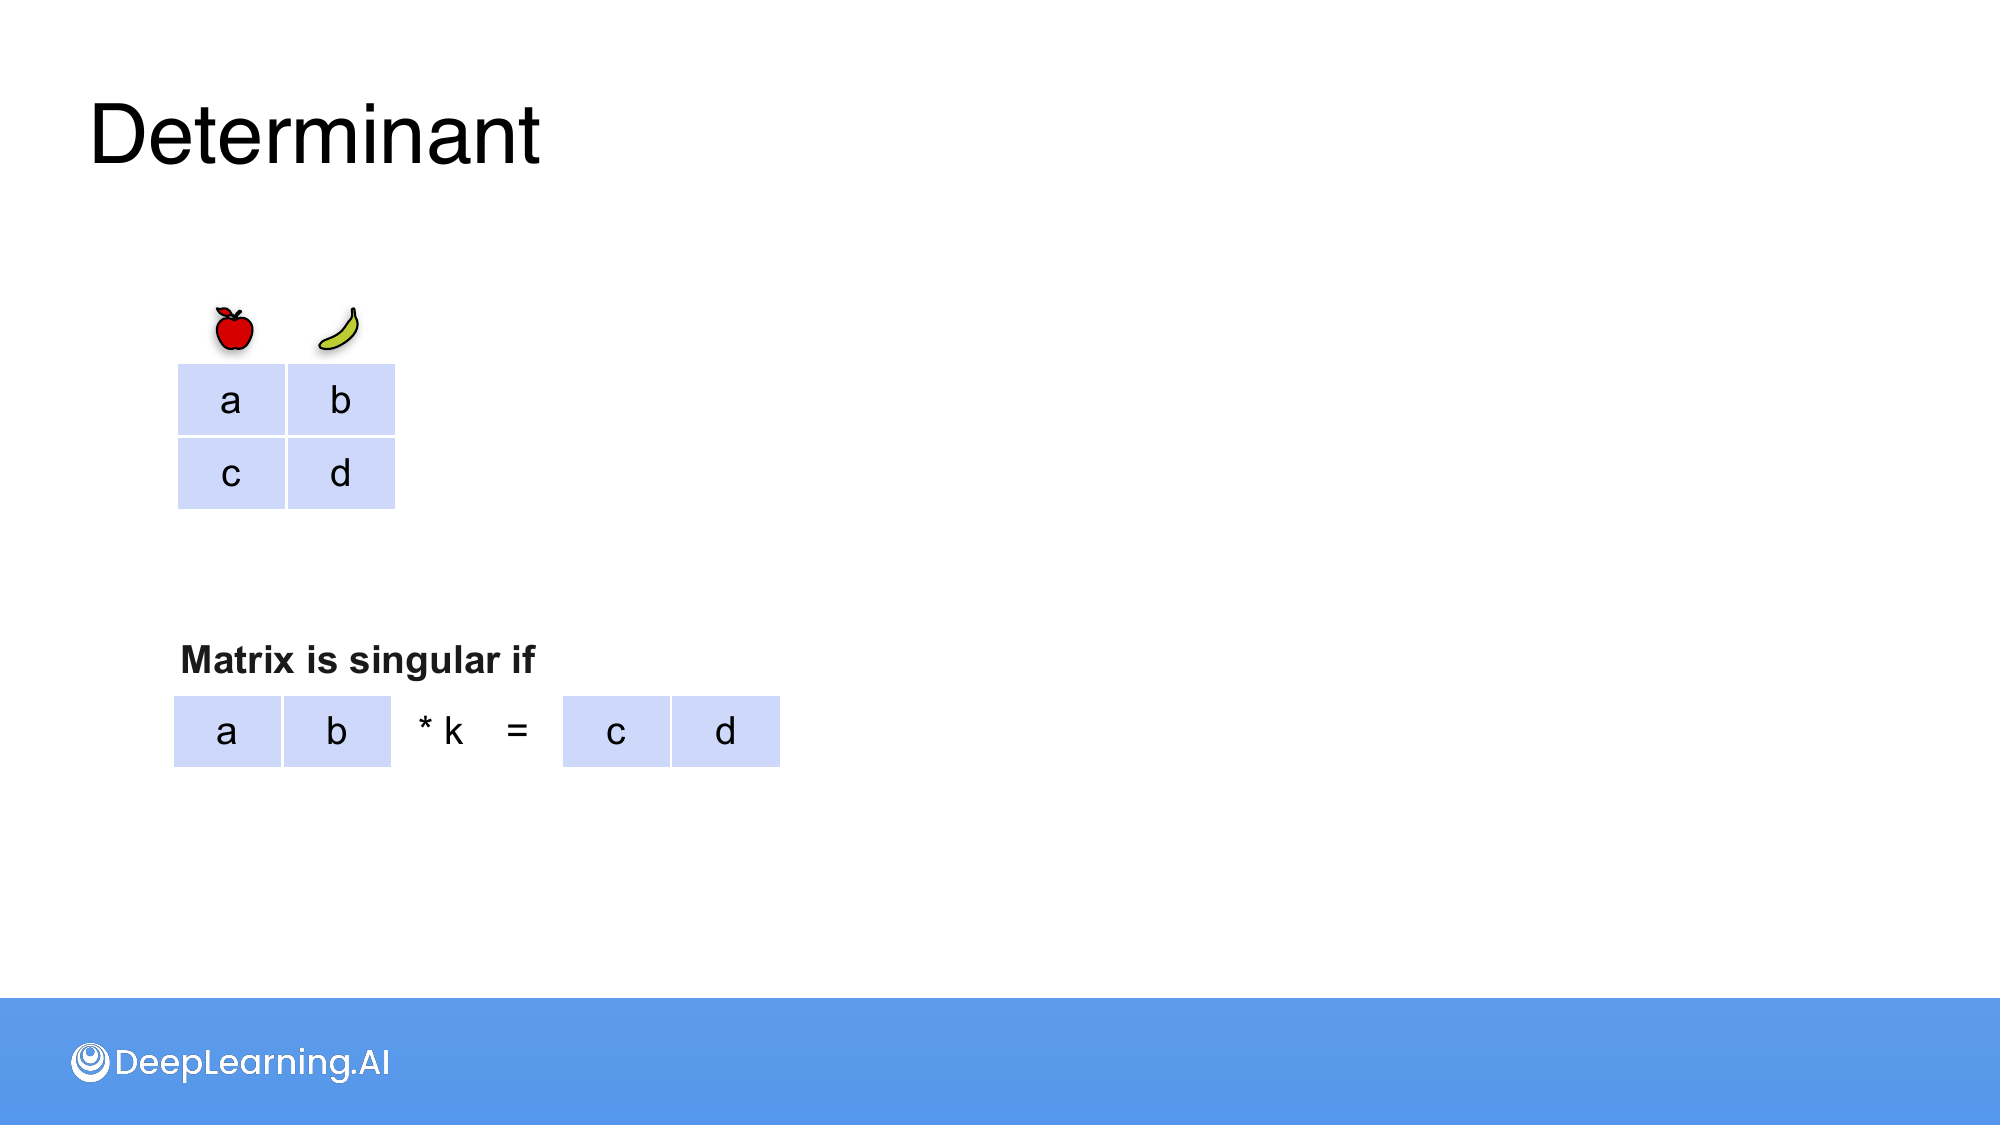 Determinant
a b
c d
Matrix is singular if
a b * k = c d
DeepLearning.AI